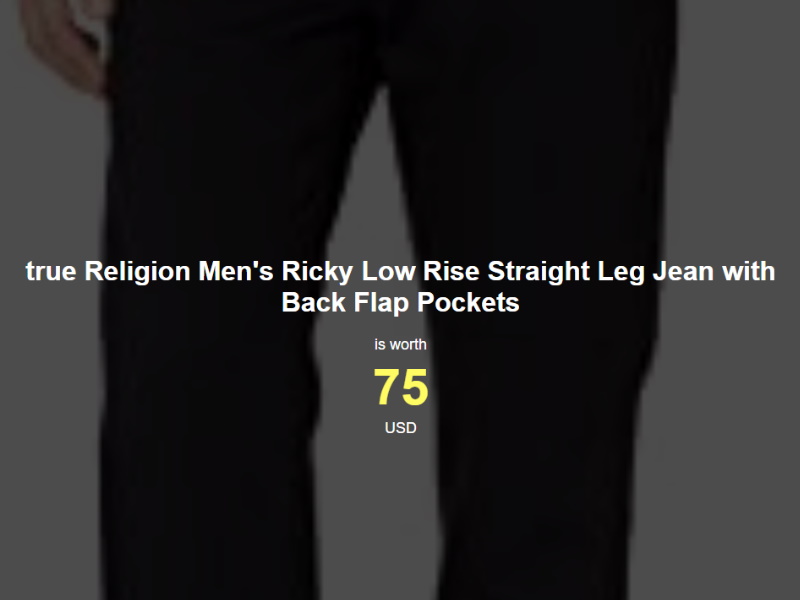 true Religion Men's Ricky Low Rise Straight Leg Jean with
Back Flap Pockets
is worth
75
USD